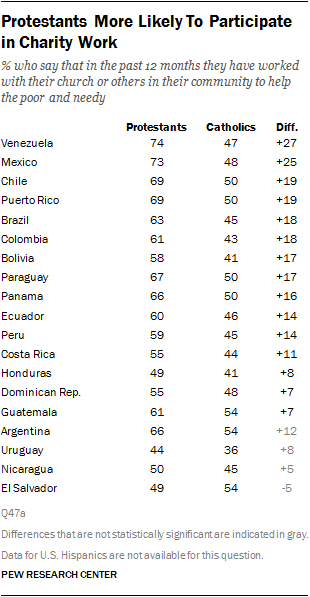 Protestants More Likely To Participate
in Charity Work
% who say that in the past 12 months they have worked
with their church or others in their community to help
the poor and needy
Protestants Catholics Diff.
Venezuela 74 47 +27
Mexico 73 48 +25
Chile 69 50 +19
Puerto Rico 69 50 +19
Brazil 63 45 +18
Colombia 61 43 +18
Bolivia 58 41 +17
Paraguay 67 50 +17
Panama 66 50 +16
Ecuador 60 46 +14
Peru 59 45 +14
Costa Rica 55 44 +11
Honduras 49 41 +8
Dominican Rep. 55 48 +7
Guatemala 61 54 +7
Argentina 66 54 +12
Uruguay 44 36 +8
Nicaragua 50 45 +5
El Salvador 49 54 -5
Q47a
Differences that are not statistically significant are indicated in gray.
Data for U.S. Hispanics are not available for this question.
PEW RESEARCH CENTER